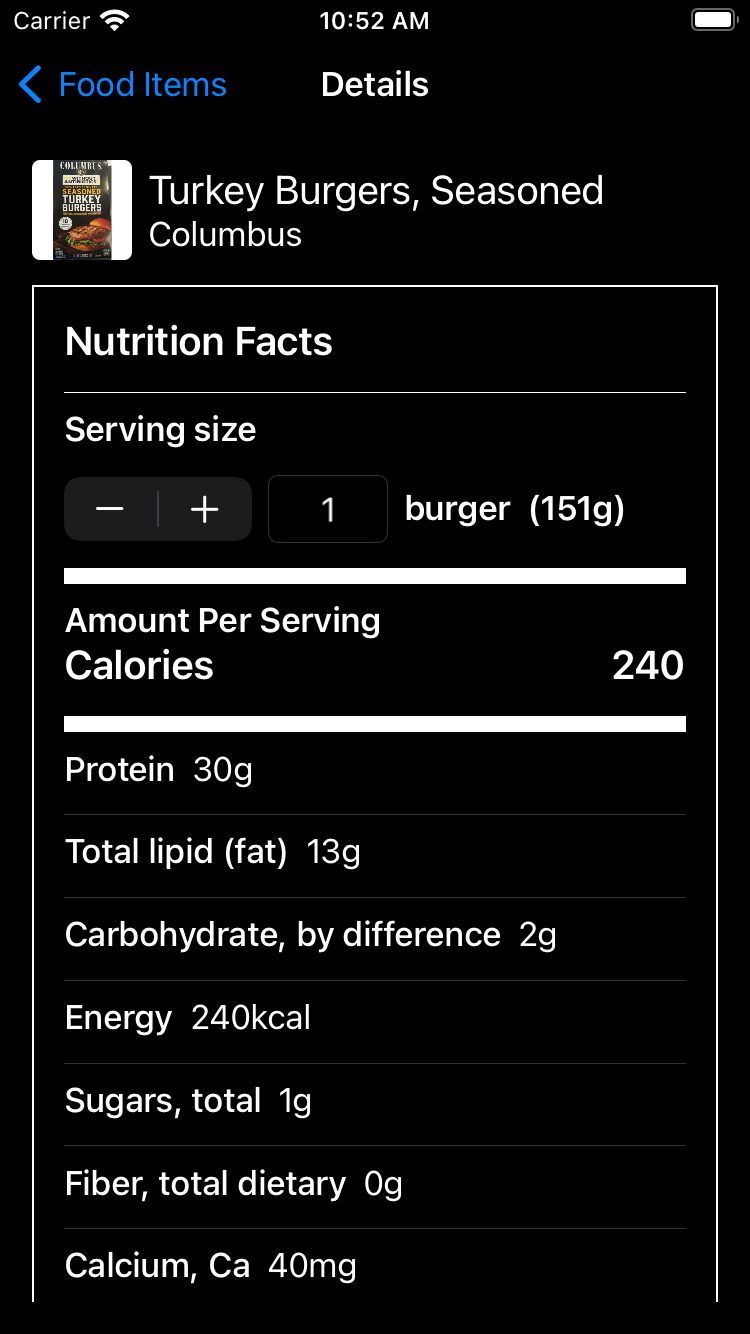 Carrier 10:52 AM
Food Items Details
COLUMBUS
SEASONED
TURKEY
BURGERS
Turkey Burgers, Seasoned
Columbus
Nutrition Facts
Serving size
− + 1 burger (151g)
Amount Per Serving
Calories 240
Protein 30g
Total lipid (fat) 13g
Carbohydrate, by difference 2g
Energy 240kcal
Sugars, total 1g
Fiber, total dietary 0g
Calcium, Ca 40mg